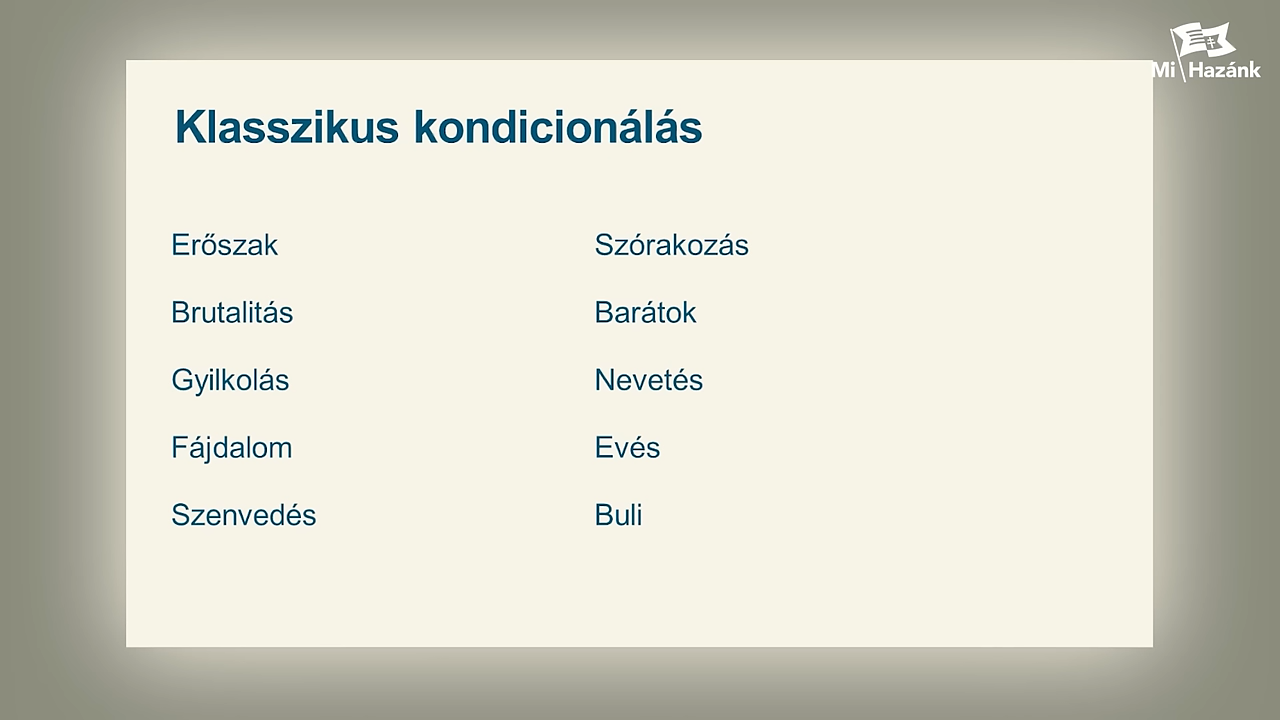 Mi Hazánk
Klasszikus kondicionálás
Erőszak Szórakozás
Brutalitás Barátok
Gyilkolás Nevetés
Fájdalom Evés
Szenvedés Buli